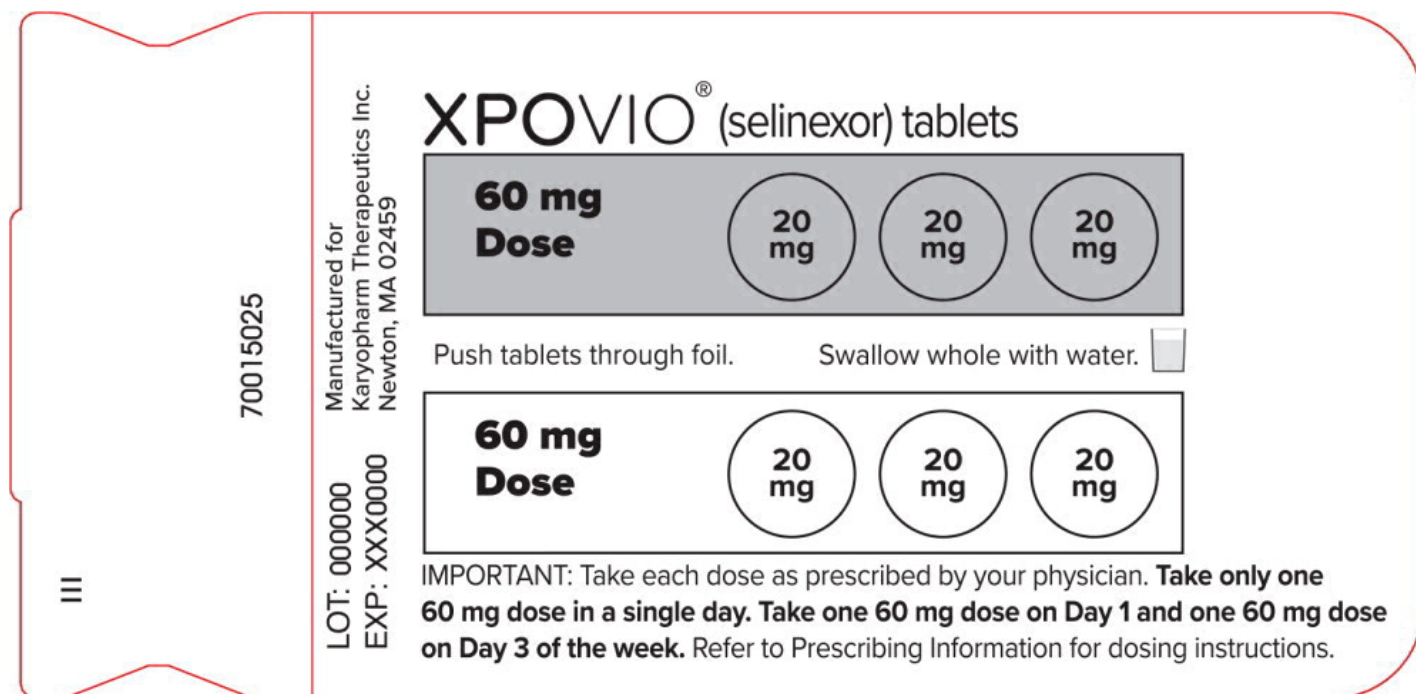 XPOVIO® (selinexor) tablets
60 mg
Dose
20
mg
20
mg
20
mg
Push tablets through foil.
Swallow whole with water.
60 mg
Dose
20
mg
20
mg
20
mg
IMPORTANT: Take each dose as prescribed by your physician. Take only one
60 mg dose in a single day. Take one 60 mg dose on Day 1 and one 60 mg dose
on Day 3 of the week. Refer to Prescribing Information for dosing instructions.
Manufactured for
Karyopharm Therapeutics Inc.
Newton, MA 02459
LOT: 000000
EXP: XXX0000
70015025